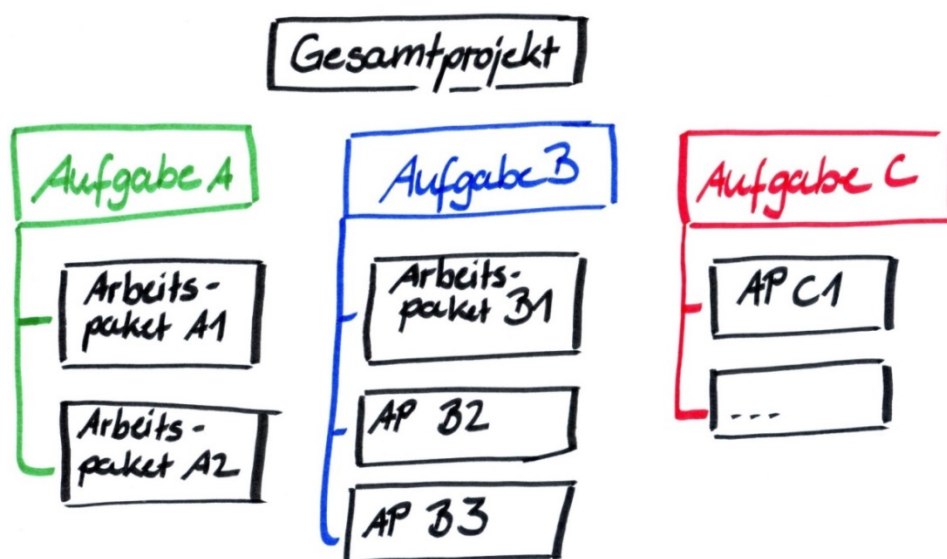 Gesamtprojekt
Aufgabe A
Arbeits-
paket A1
Arbeits-
paket A2
Aufgabe B
Arbeits-
paket B1
AP B2
AP B3
Aufgabe C
AP C1
---